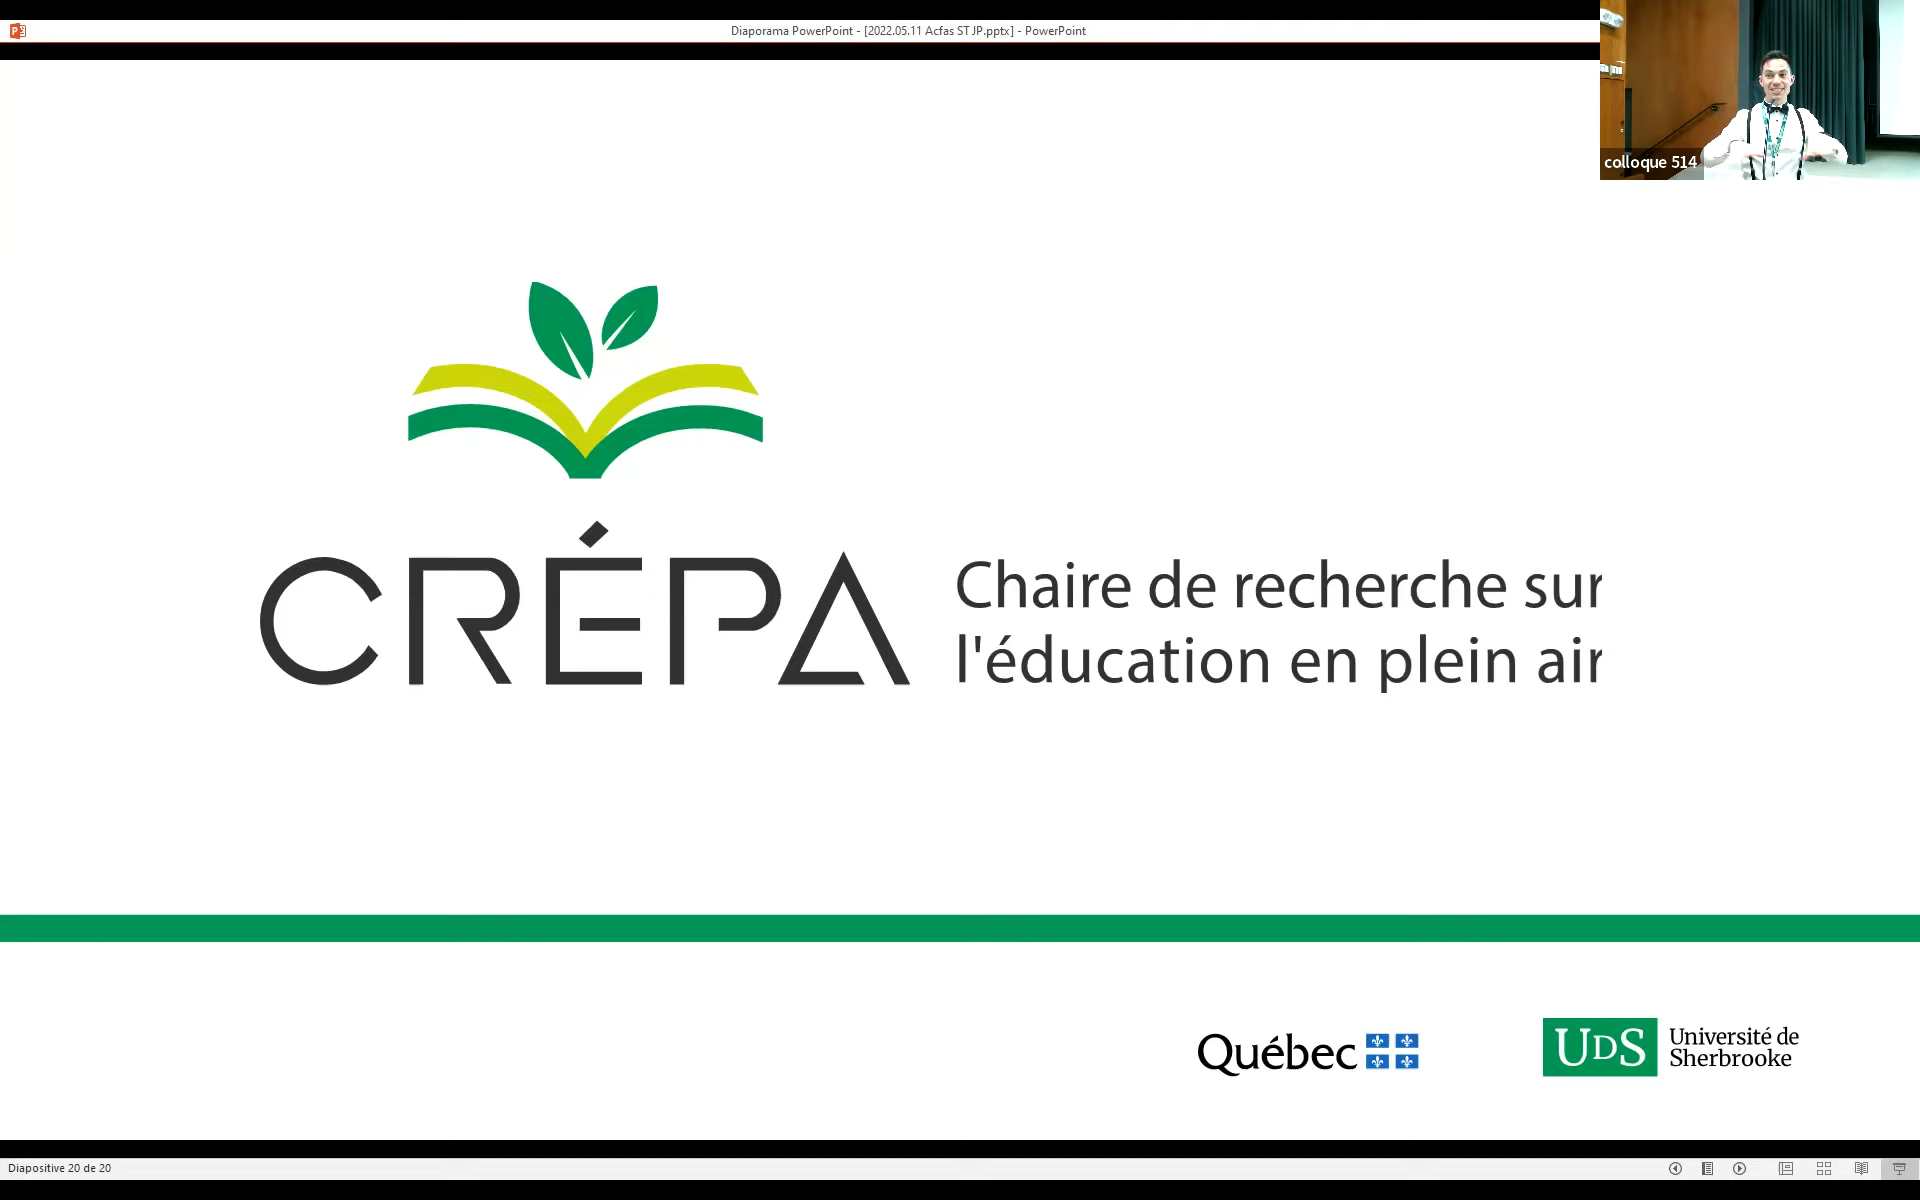 Diaporama PowerPoint - [2022.05.11 Acfas ST JP.pptx] - PowerPoint
colloque 514
CRÉPA
Chaire de recherche sur
l'éducation en plein air
Québec
UDS
Université de
Sherbrooke
Diapositive 20 de 20